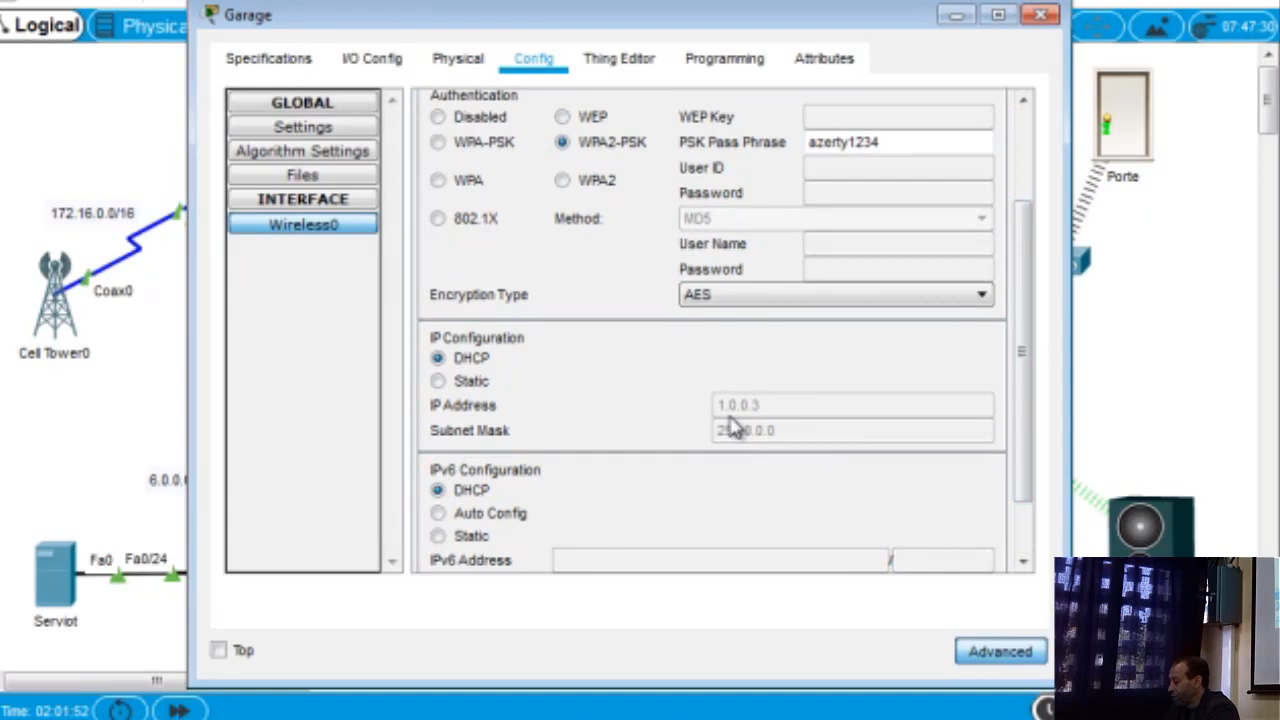 Logical
Physica
07:47:30
Garage
Specifications
I/O Config
Physical
Config
Thing Editor
Programming
Attributes
GLOBAL
Settings
Algorithm Settings
Files
INTERFACE
Wireless0
Authentication
Disabled
WEP
WEP Key
WPA-PSK
WPA2-PSK
PSK Pass Phrase
azerty1234
User ID
WPA
WPA2
Password
802.1X
Method:
MD5
User Name
Password
Encryption Type
AES
IP Configuration
DHCP
Static
IP Address
1.0.0.3
Subnet Mask
IPv6 Configuration
DHCP
Auto Config
Static
IPv6 Address
/
Top
Advanced
172.16.0.0/16
Coax0
Cell Tower0
6.0.0.
Fa0
Fa0/24
Serviot
Porte
Time: 02:01:52